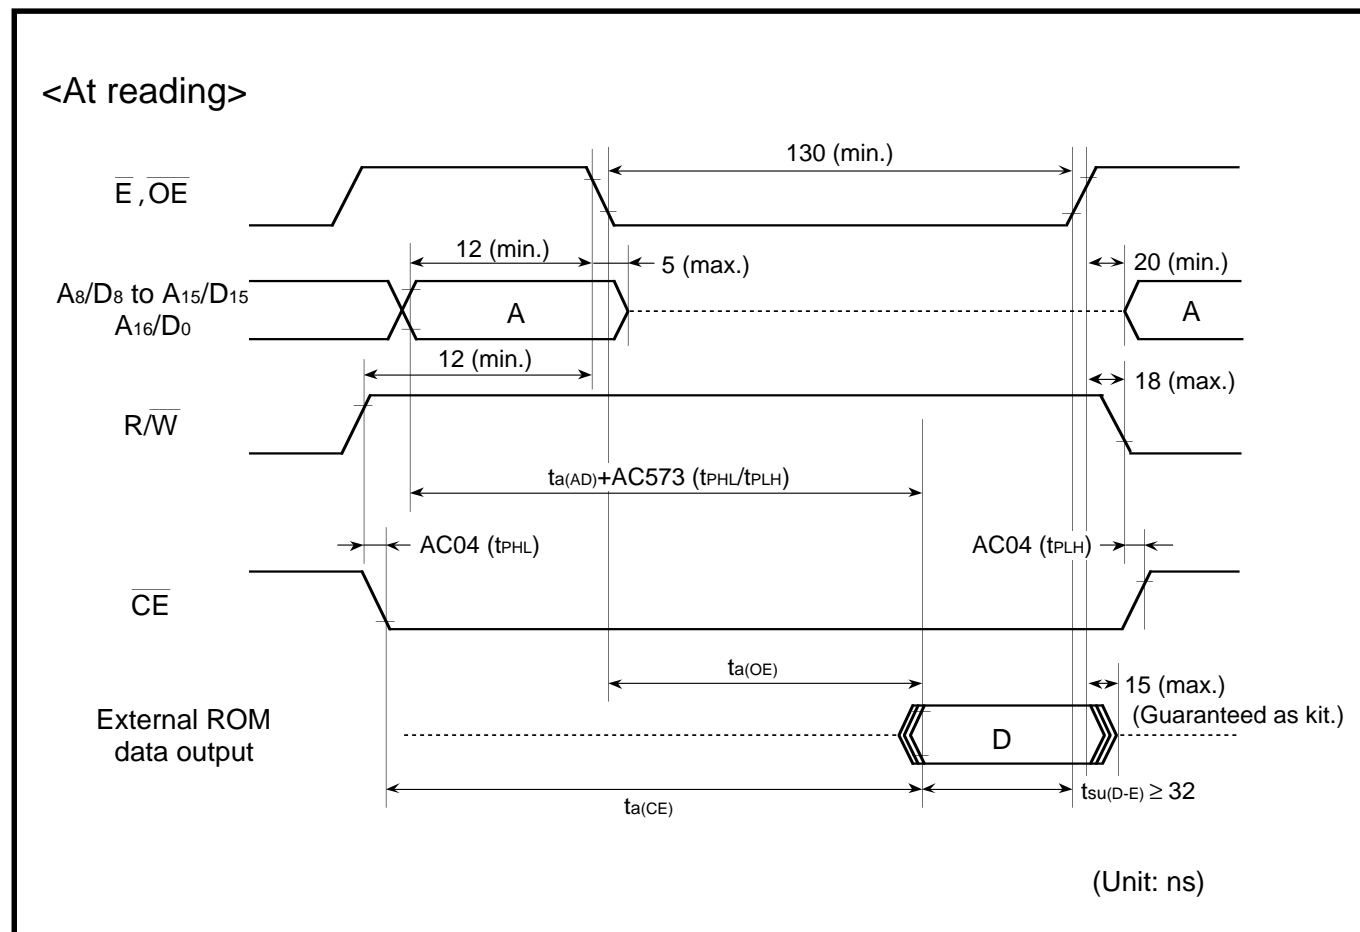 <At reading>
130 (min.)
E , OE
12 (min.)
5 (max.)
20 (min.)
A8/D8 to A15/D15
A16/D0
A
A
12 (min.)
18 (max.)
R/W
ta(AD)+AC573 (tPHL/tPLH)
AC04 (tPHL)
AC04 (tPLH)
CE
ta(OE)
15 (max.)
(Guaranteed as kit.)
External ROM
data output
D
ta(CE)
tsu(D-E) ≥ 32
(Unit: ns)